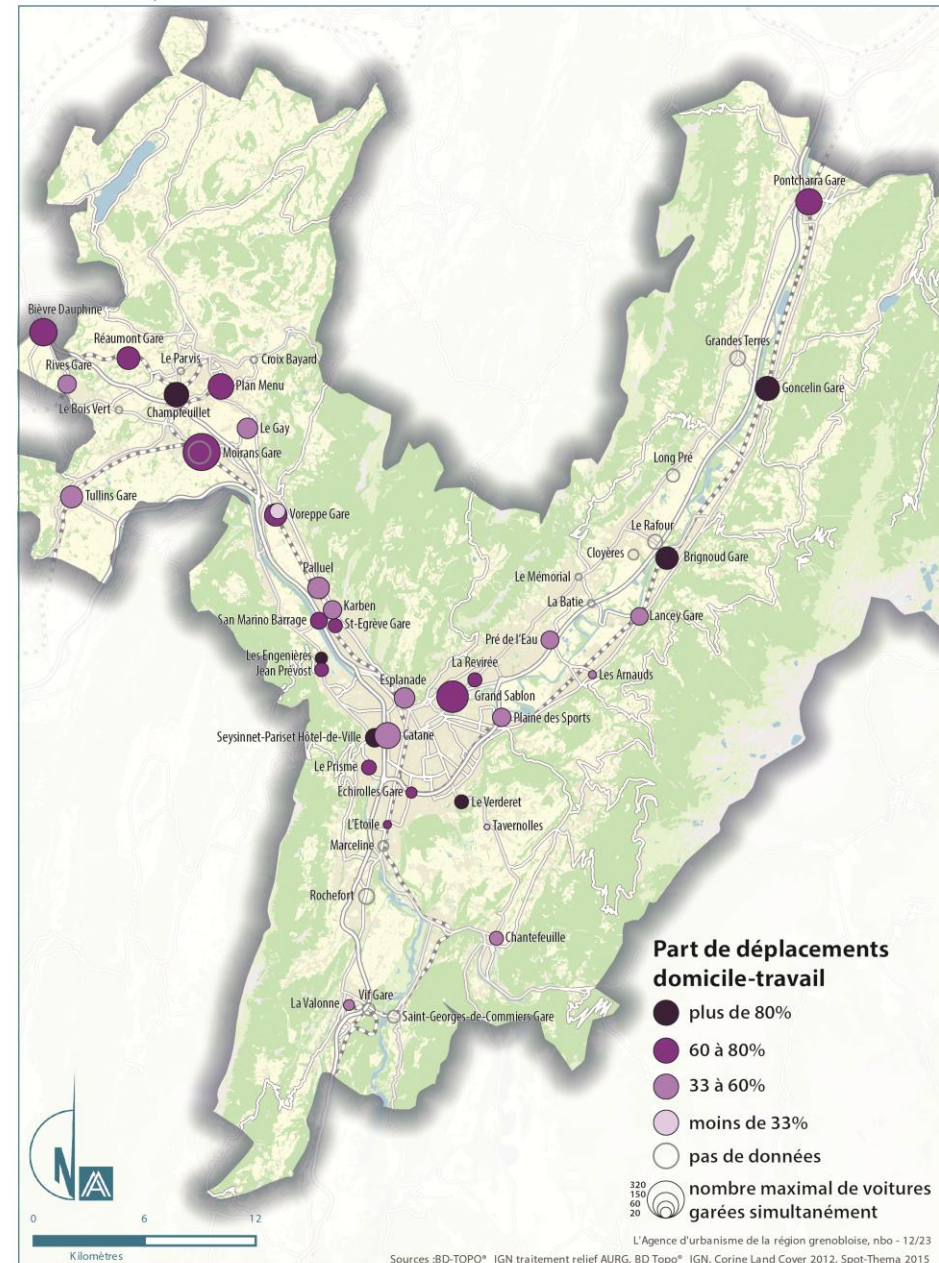 Pontcharra Gare
Bièvre Dauphine
Réaumont Gare
Le Parvis
Croix Bayard
Grandes Terres
Rives Gare
Plan Menu
Goncelin Gare
Le Bois Vert
Champfeuillet
Le Gay
Moirans Gare
Long Pré
Tullins Gare
Voreppe Gare
Le Rafour
Cloyères
Brignoud Gare
Palluel
Le Mémorial
Karben
La Batie
San Marino Barrage
St-Egrève Gare
Lancey Gare
Pré de l'Eau
Les Engenières
La Revirée
Jean Prévost
Les Arnauds
Esplanade
Grand Sablon
Plaine des Sports
Seysinnet-Pariset Hôtel-de-Ville
Catane
Le Prisme
Echirolles Gare
Le Verderet
L'Etoile
Tavernolles
Marceline
Rochefort
Chantefeuille
La Valonne
Vif Gare
Saint-Georges-de-Commiers Gare
Part de déplacements
domicile-travail
plus de 80%
60 à 80%
33 à 60%
moins de 33%
pas de données
320
150
60
20
nombre maximal de voitures
garées simultanément
N
0 6 12
Kilomètres
L'Agence d'urbanisme de la région grenobloise, nbo - 12/23
Sources :BD-TOPO® IGN traitement relief AURG, BD Topo® IGN, Corine Land Cover 2012, Spot-Thema 2015